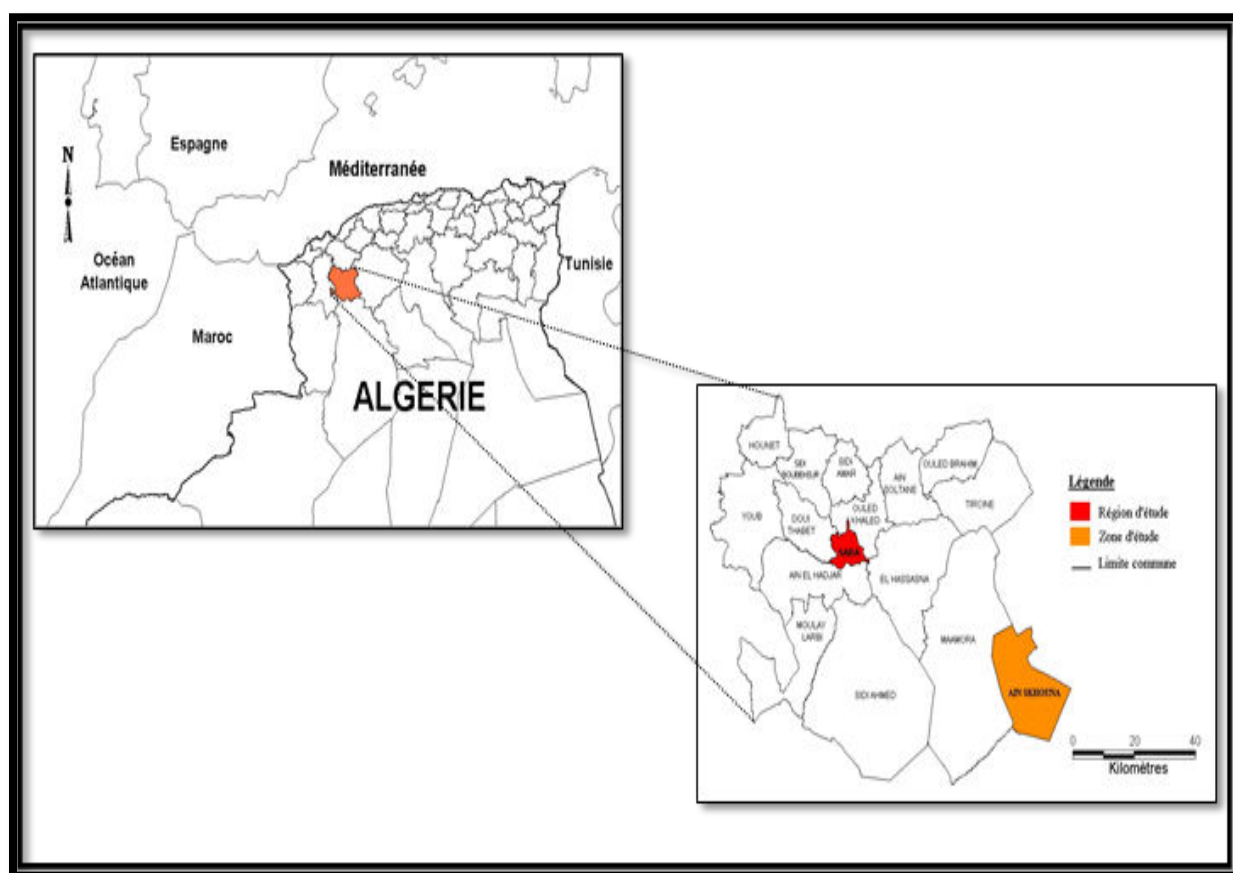 Espagne
N
Méditerranée
Océan
Atlantique
Tunisie
Maroc
ALGERIE
HOUNET
SIDI
BOUBEKEUR
SIDI
AMAR
AIN
SOLTANE
OULED BRAHIM
TIRCINE
YOUB
DOUI
THABET
OULED
KHALED
AIN EL HADJAR
EL HASSASNA
MOULAY
LARBI
MAAMORA
SIDI AHMED
AIN SKHOUNA
Légende
Région d'étude
Zone d'étude
Limite commune
0 20 40
Kilomètres